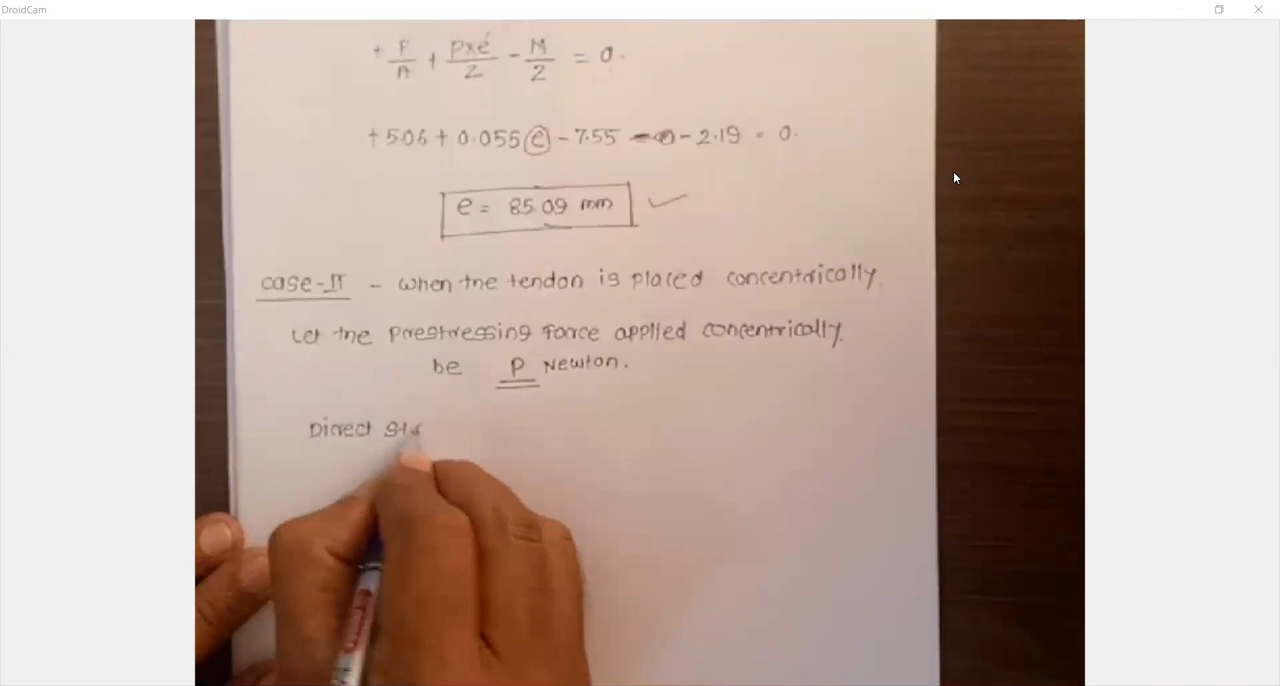 DroidCam
+ P/A + Pxe/Z - M/Z = 0.
+ 5.06 + 0.055 e - 7.55 - 2.19 = 0.
e = 85.09 mm
case-II - when the tendon is placed concentrically.
Let the prestressing force applied concentrically.
be P Newton.
Direct Str